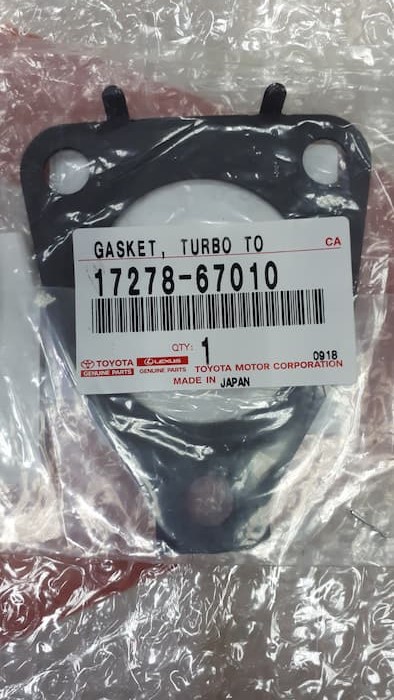 GASKET, TURBO TO CA
17278-67010
QTY: 1
TOYOTA LEXUS 0918
GENUINE PARTS GENUINE PARTS TOYOTA MOTOR CORPORATION
MADE IN JAPAN